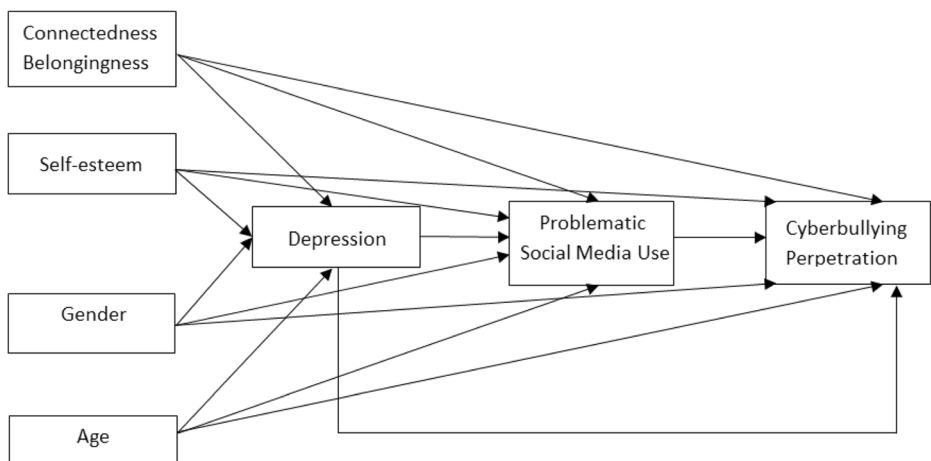 Connectedness
Belongingness
Self-esteem
Depression
Problematic
Social Media Use
Cyberbullying
Perpetration
Gender
Age